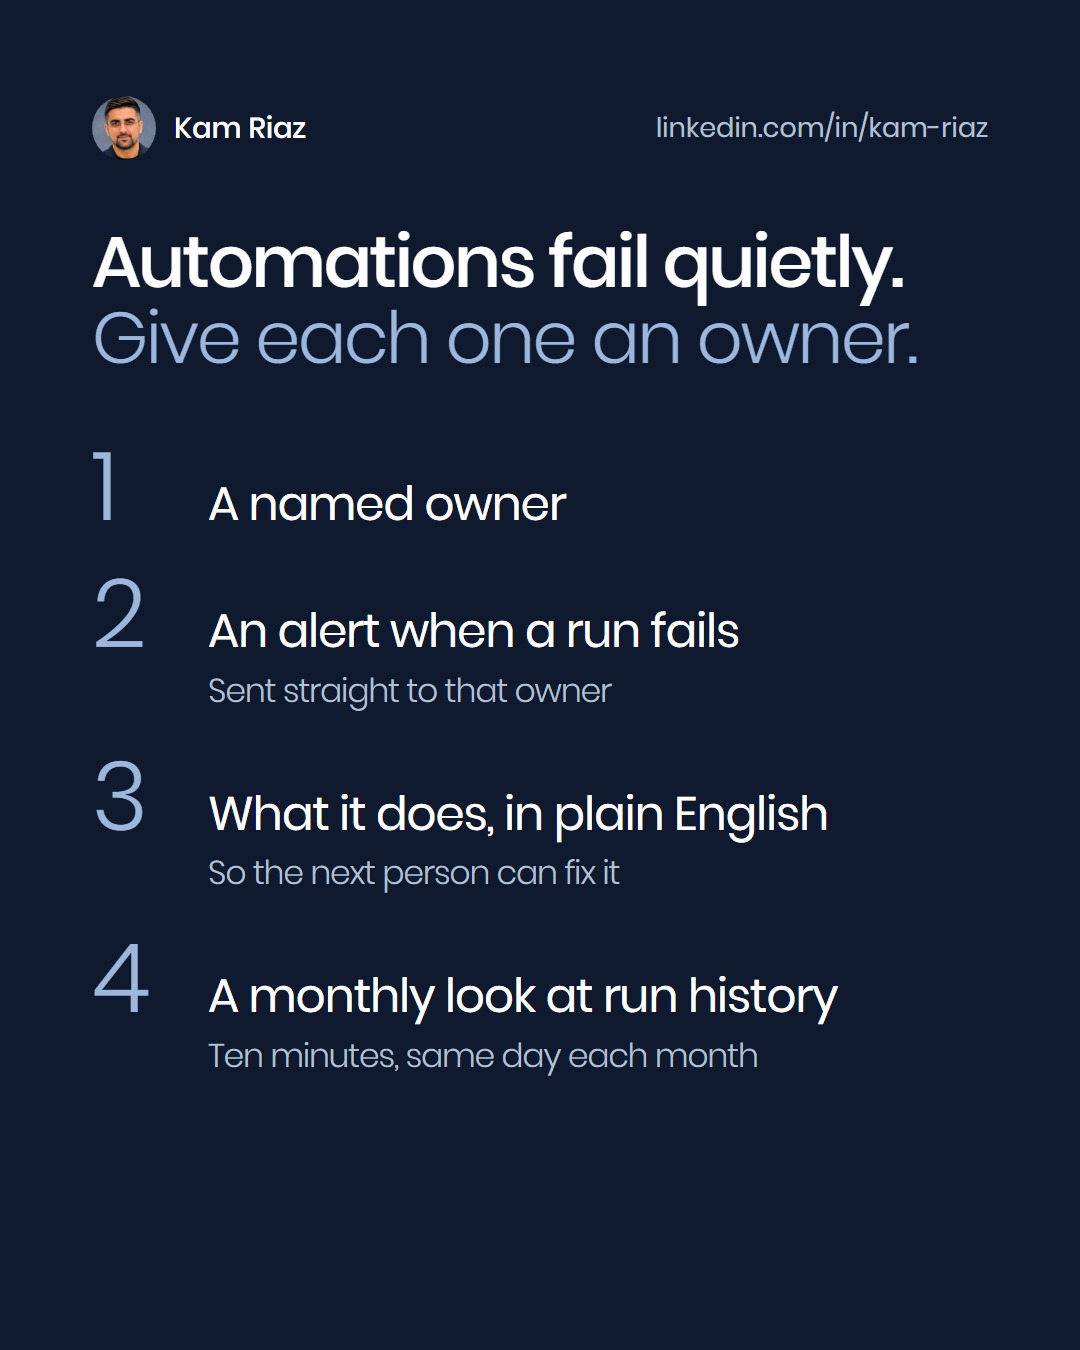 Kam Riaz
linkedin.com/in/kam-riaz
Automations fail quietly.
Give each one an owner.
1
A named owner
2
An alert when a run fails
Sent straight to that owner
3
What it does, in plain English
So the next person can fix it
4
A monthly look at run history
Ten minutes, same day each month